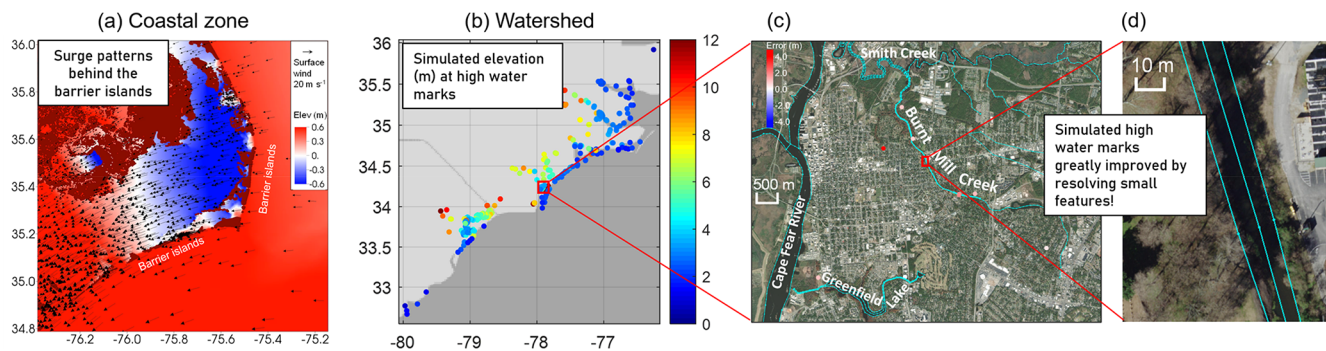 (a) Coastal zone
(b) Watershed
(c)
(d)
36.0
35.8
35.6
35.4
35.2
35.0
34.8
-76.2
-76.0
-75.8
-75.6
-75.4
-75.2
Surge patterns
behind the
barrier islands
Surface
wind
20 m s⁻¹
Elev (m)
0.6
0.3
0.
-0.3
-0.6
Barrier islands
Barrier islands
36
35.5
35
34.5
34
33.5
33
-80
-79
-78
-77
Simulated elevation
(m) at high water
marks
12
10
8
6
4
2
0
Error (m)
4.0
2.0
0.0
-2.0
-4.0
Smith Creek
Burnt Mill Creek
500 m
Cape Fear River
Greenfield Lake
10 m
Simulated high
water marks
greatly improved by
resolving small
features!